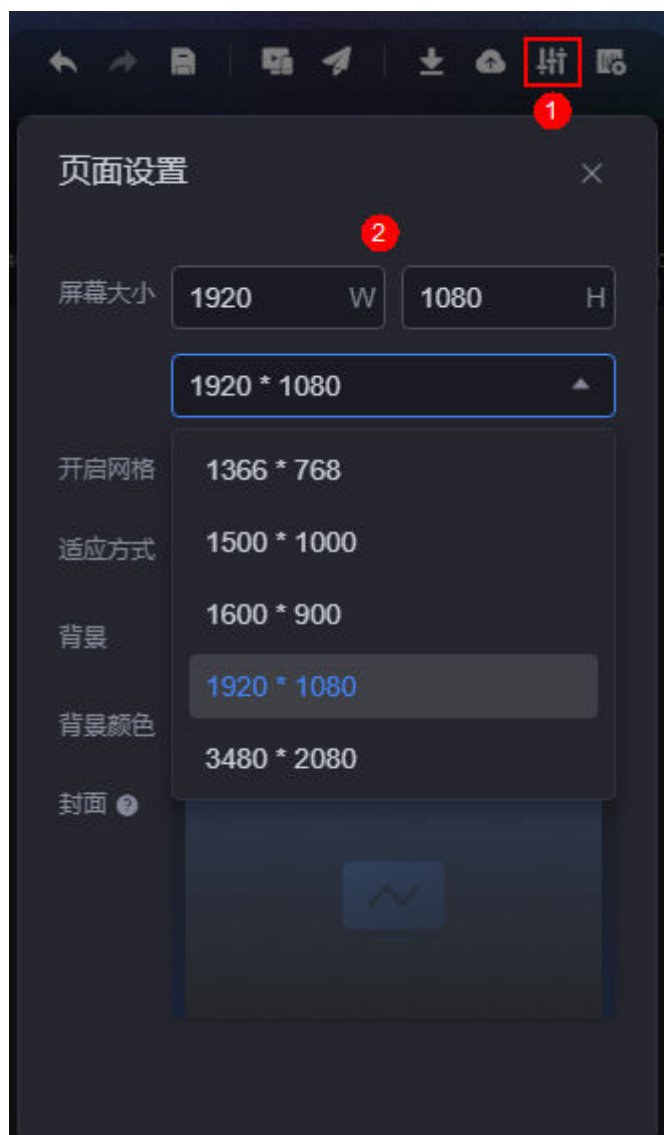 1
页面设置
2
屏幕大小 1920 W 1080 H
1920 * 1080
开启网格 1366 * 768
适应方式 1500 * 1000
背景 1600 * 900
1920 * 1080
背景颜色
3480 * 2080
封面 ?